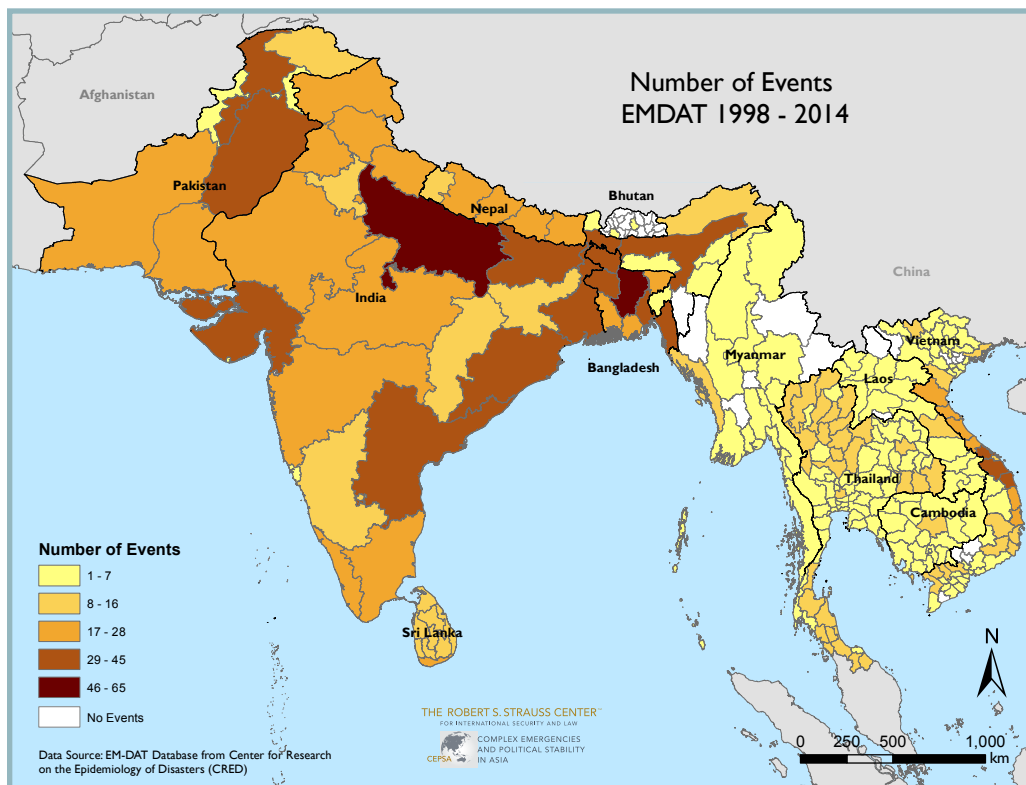 Number of Events
EMDAT 1998 - 2014
Afghanistan
Pakistan
Nepal
Bhutan
China
India
Bangladesh
Myanmar
Vietnam
Laos
Thailand
Cambodia
Sri Lanka
Number of Events
1 - 7
8 - 16
17 - 28
29 - 45
46 - 65
No Events
Data Source: EM-DAT Database from Center for Research
on the Epidemiology of Disasters (CRED)
THE ROBERT S. STRAUSS CENTER™
FOR INTERNATIONAL SECURITY AND LAW
CEPSA
COMPLEX EMERGENCIES
AND POLITICAL STABILITY
IN ASIA
N
0 250 500 1,000
km